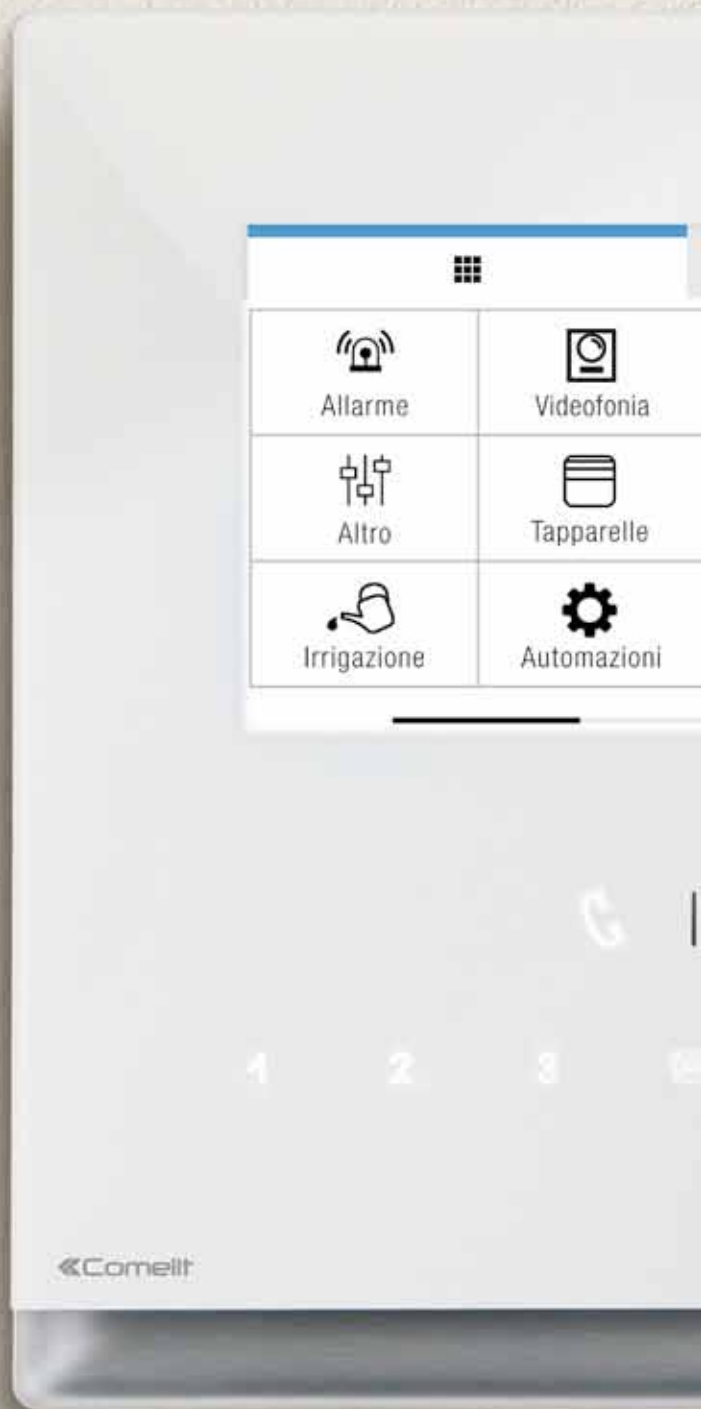 Allarme
Videofonia
Altro
Tapparelle
Irrigazione
Automazioni
1 2 3
Comelit